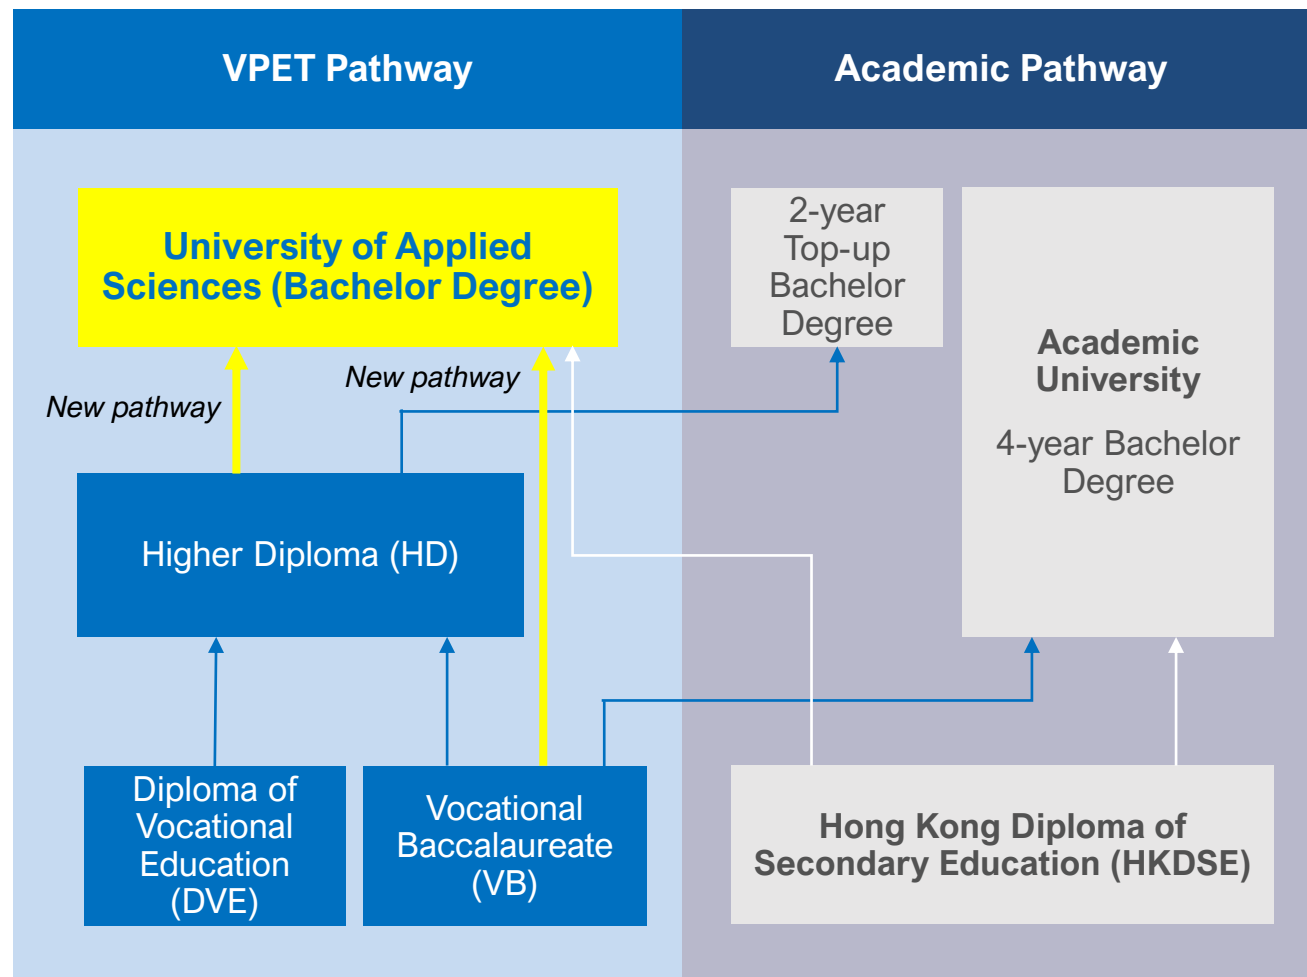 VPET Pathway
Academic Pathway
University of Applied
Sciences (Bachelor Degree)
2-year
Top-up
Bachelor
Degree
Academic
University
4-year Bachelor
Degree
New pathway
New pathway
Higher Diploma (HD)
Diploma of
Vocational
Education
(DVE)
Vocational
Baccalaureate
(VB)
Hong Kong Diploma of
Secondary Education (HKDSE)